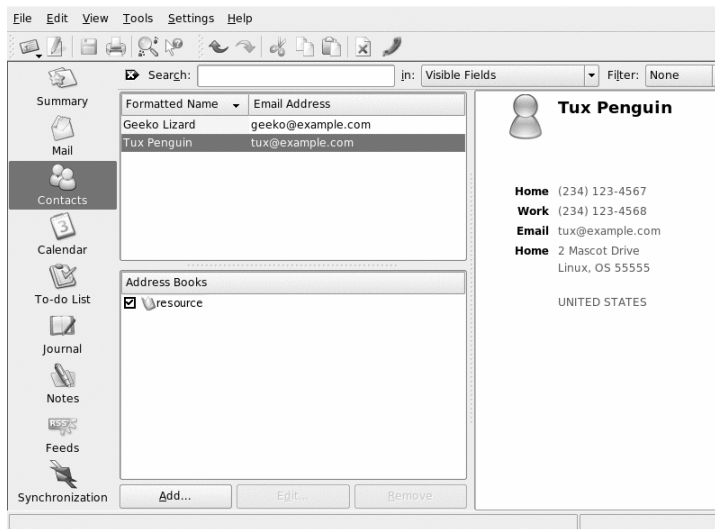 File Edit View Tools Settings Help
Search: in: Visible Fields Filter: None
Summary
Mail
Contacts
Calendar
3
To-do List
Journal
Notes
RSS
Feeds
Synchronization
Formatted Name Email Address
Geeko Lizard geeko@example.com
Tux Penguin tux@example.com
Address Books
resource
Add... Edit... Remove
Tux Penguin
Home (234) 123-4567
Work (234) 123-4568
Email tux@example.com
Home 2 Mascot Drive
Linux, OS 55555
UNITED STATES